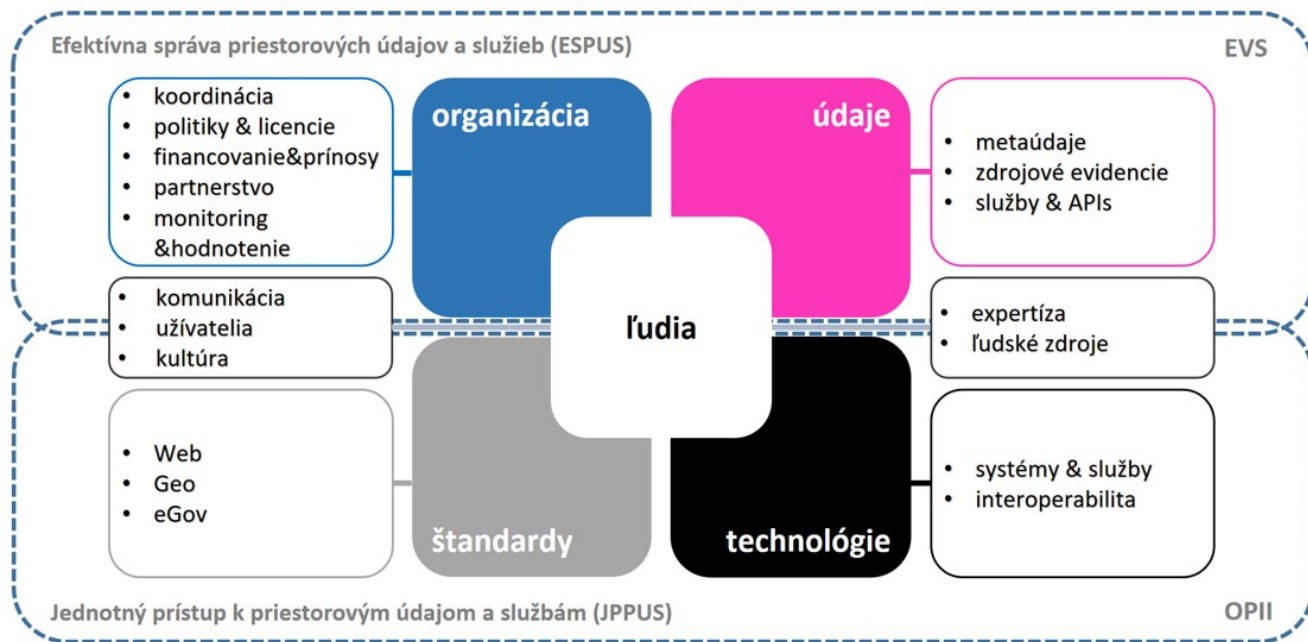 Efektívna správa priestorových údajov a služieb (ESPUS)
EVS
• koordinácia
• politiky & licencie
• financovanie&prínosy
• partnerstvo
• monitoring
&hodnotenie
organizácia
údaje
• metaúdaje
• zdrojové evidencie
• služby & APIs
• komunikácia
• užívatelia
• kultúra
ľudia
• expertíza
• ľudské zdroje
• Web
• Geo
• eGov
štandardy
technológie
• systémy & služby
• interoperabilita
Jednotný prístup k priestorovým údajom a službám (JPPUS)
OPII